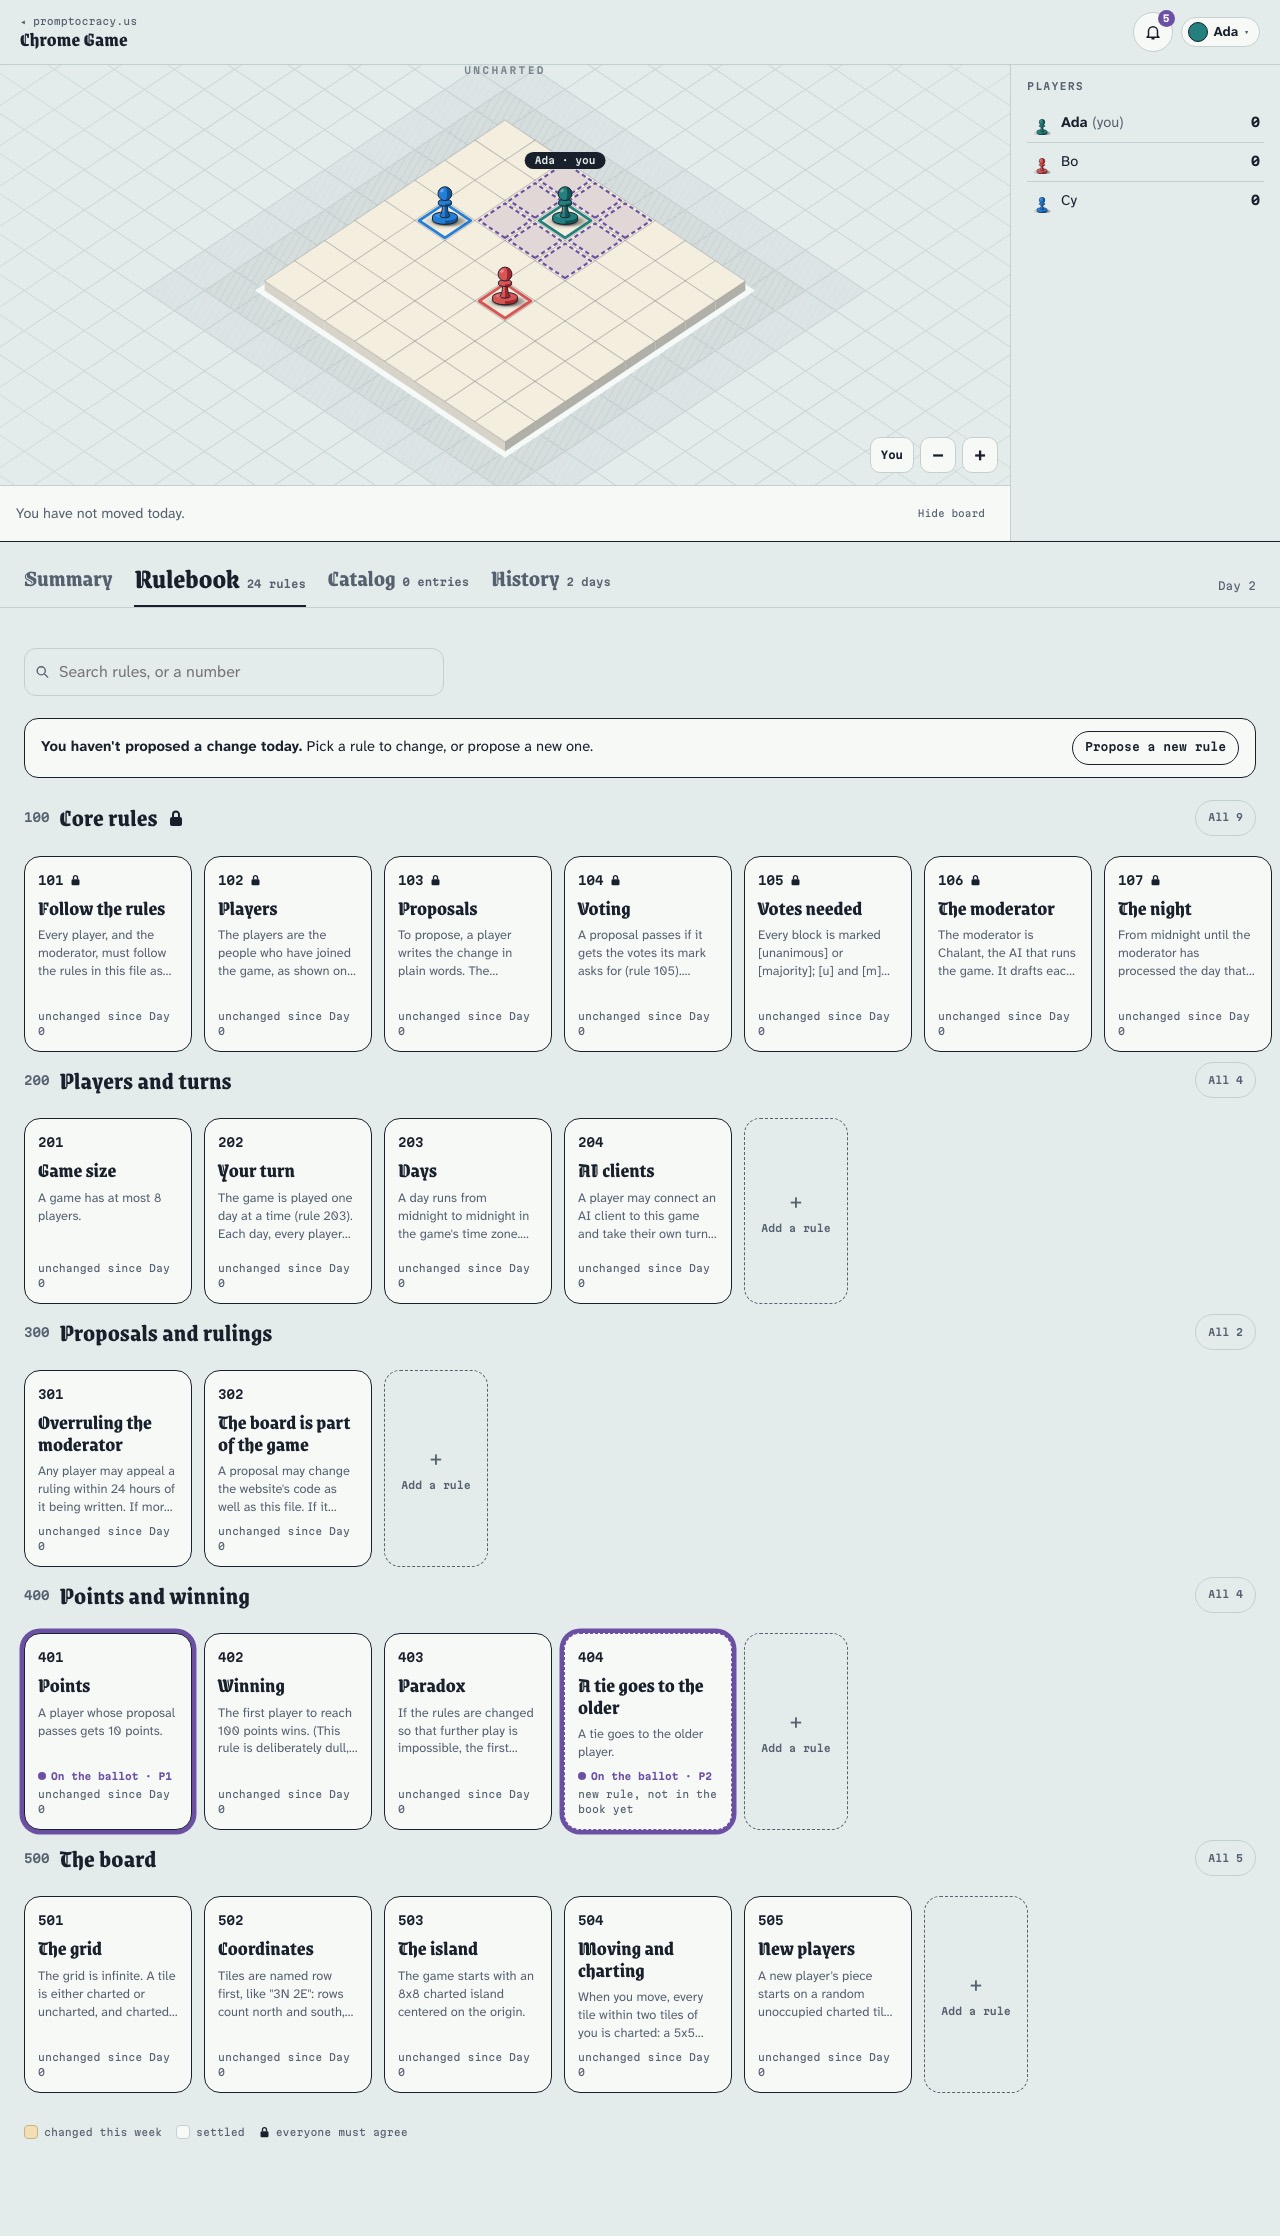 ◂ promptocracy.us
Chrome Game
5
Ada
UNCHARTED
Ada · you
You
−
+
You have not moved today.
Hide board
PLAYERS
Ada (you) 0
Bo 0
Cy 0
Summary
Rulebook 24 rules
Catalog 0 entries
History 2 days
Day 2
Search rules, or a number
You haven't proposed a change today. Pick a rule to change, or propose a new one.
Propose a new rule
100 Core rules
All 9
101
Follow the rules
Every player, and the
moderator, must follow
the rules in this file as...
unchanged since Day
0
102
Players
The players are the
people who have joined
the game, as shown on...
unchanged since Day
0
103
Proposals
To propose, a player
writes the change in
plain words. The...
unchanged since Day
0
104
Voting
A proposal passes if it
gets the votes its mark
asks for (rule 105)....
unchanged since Day
0
105
Votes needed
Every block is marked
[unanimous] or
[majority]; [u] and [m]...
unchanged since Day
0
106
The moderator
The moderator is
Chalant, the AI that runs
the game. It drafts eac...
unchanged since Day
0
107
The night
From midnight until the
moderator has
processed the day that...
unchanged since Day
0
200 Players and turns
All 4
201
Game size
A game has at most 8
players.
unchanged since Day
0
202
Your turn
The game is played one
day at a time (rule 203).
Each day, every player...
unchanged since Day
0
203
Days
A day runs from
midnight to midnight in
the game's time zone....
unchanged since Day
0
204
AI clients
A player may connect an
AI client to this game
and take their own turn...
unchanged since Day
0
+
Add a rule
300 Proposals and rulings
All 2
301
Overruling the
moderator
Any player may appeal a
ruling within 24 hours of
it being written. If mor...
unchanged since Day
0
302
The board is part
of the game
A proposal may change
the website's code as
well as this file. If it...
unchanged since Day
0
+
Add a rule
400 Points and winning
All 4
401
Points
A player whose proposal
passes gets 10 points.
On the ballot · P1
unchanged since Day
0
402
Winning
The first player to reach
100 points wins. (This
rule is deliberately dull,...
unchanged since Day
0
403
Paradox
If the rules are changed
so that further play is
impossible, the first...
unchanged since Day
0
404
A tie goes to the
older
A tie goes to the older
player.
On the ballot · P2
new rule, not in the
book yet
+
Add a rule
500 The board
All 5
501
The grid
The grid is infinite. A tile
is either charted or
uncharted, and charted...
unchanged since Day
0
502
Coordinates
Tiles are named row
first, like "3N 2E": rows
count north and south,...
unchanged since Day
0
503
The island
The game starts with an
8x8 charted island
centered on the origin.
unchanged since Day
0
504
Moving and
charting
When you move, every
tile within two tiles of
you is charted: a 5x5...
unchanged since Day
0
505
New players
A new player's piece
starts on a random
unoccupied charted til...
unchanged since Day
0
+
Add a rule
changed this week
settled
everyone must agree